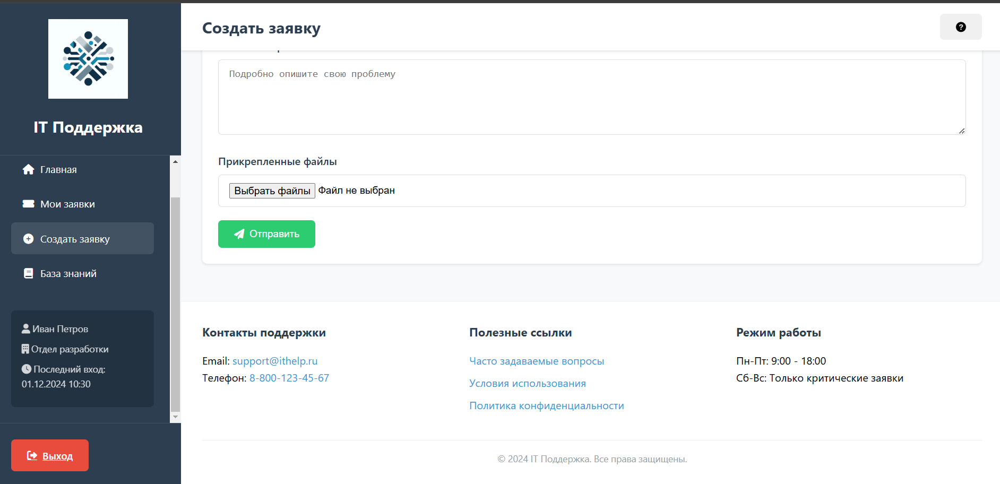 IT Поддержка
Главная
Мои заявки
Создать заявку
База знаний
Иван Петров
Отдел разработки
Последний вход:
01.12.2024 10:30
Выход
Создать заявку
Подробно опишите свою проблему
Прикрепленные файлы
Выбрать файлы Файл не выбран
Отправить
Контакты поддержки
Email: support@ithelp.ru
Телефон: 8-800-123-45-67
Полезные ссылки
Часто задаваемые вопросы
Условия использования
Политика конфиденциальности
Режим работы
Пн-Пт: 9:00 - 18:00
Сб-Вс: Только критические заявки
© 2024 IT Поддержка. Все права защищены.